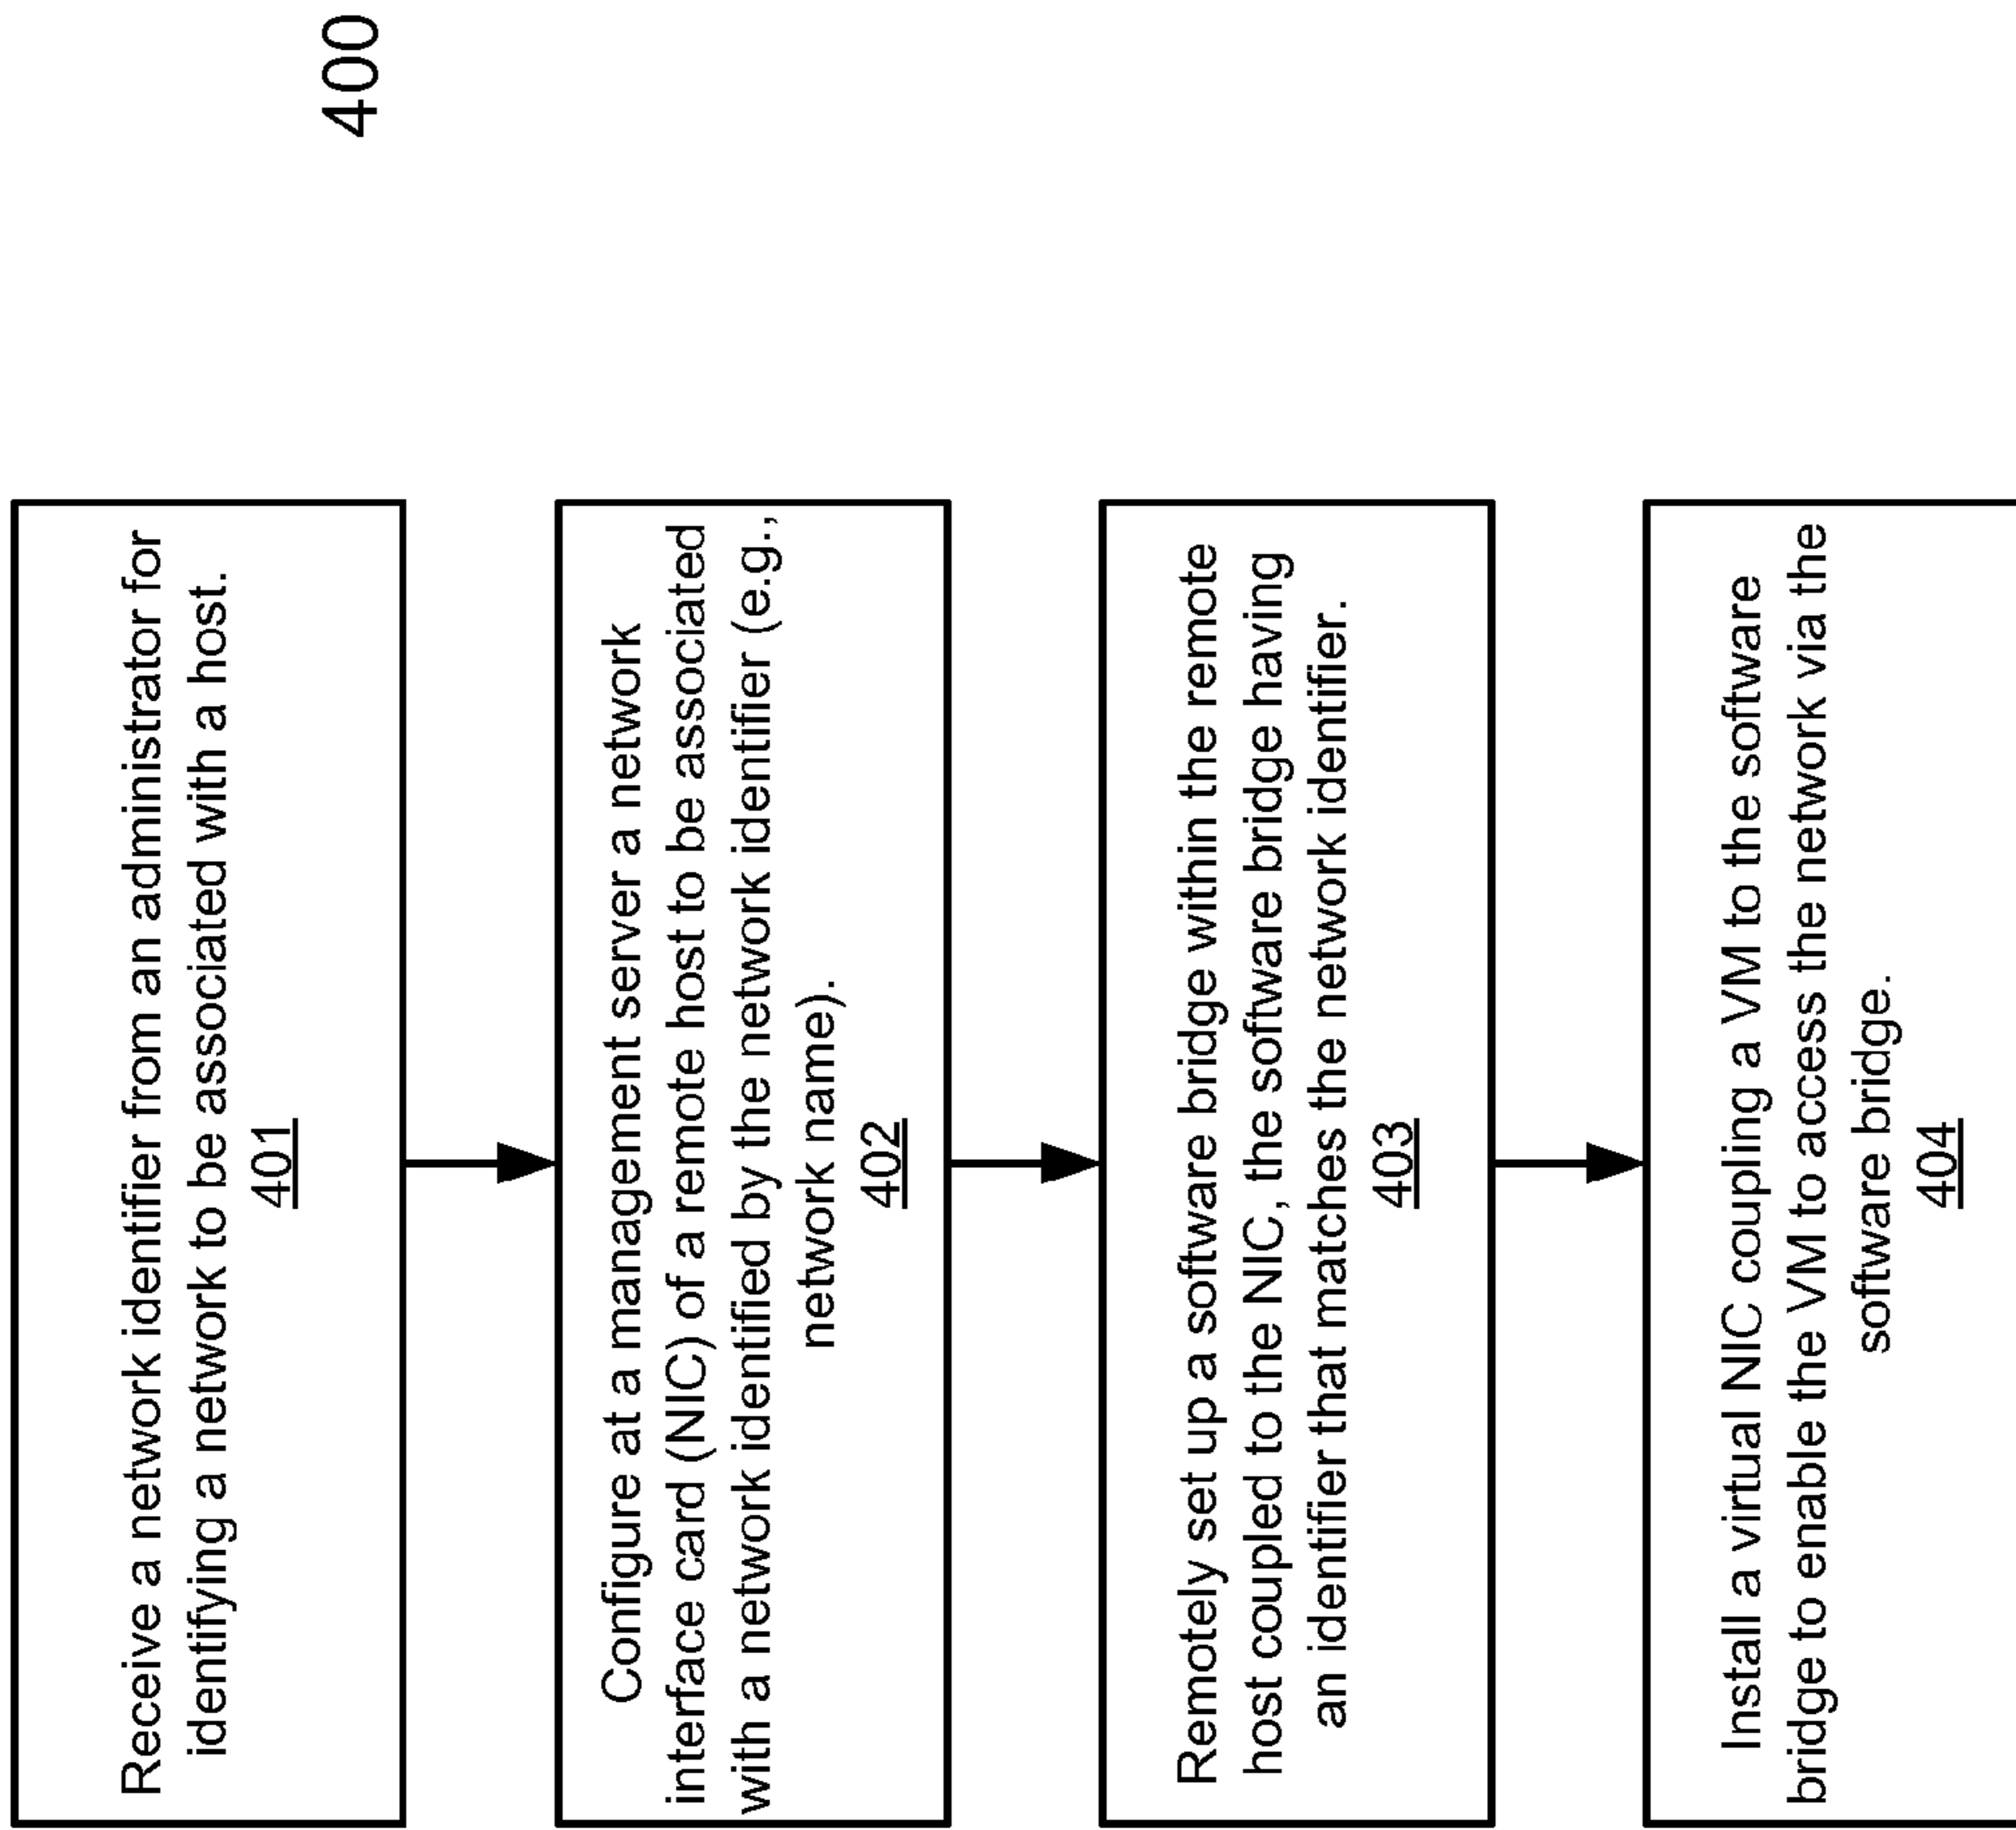 400
Receive a network identifier from an administrator for
identifying a network to be associated with a host.
401
Configure at a management server a network
interface card (NIC) of a remote host to be associated
with a network identified by the network identifier (e.g.,
network name).
402
Remotely set up a software bridge within the remote
host coupled to the NIC, the software bridge having
an identifier that matches the network identifier.
403
Install a virtual NIC coupling a VM to the software
bridge to enable the VM to access the network via the
software bridge.
404